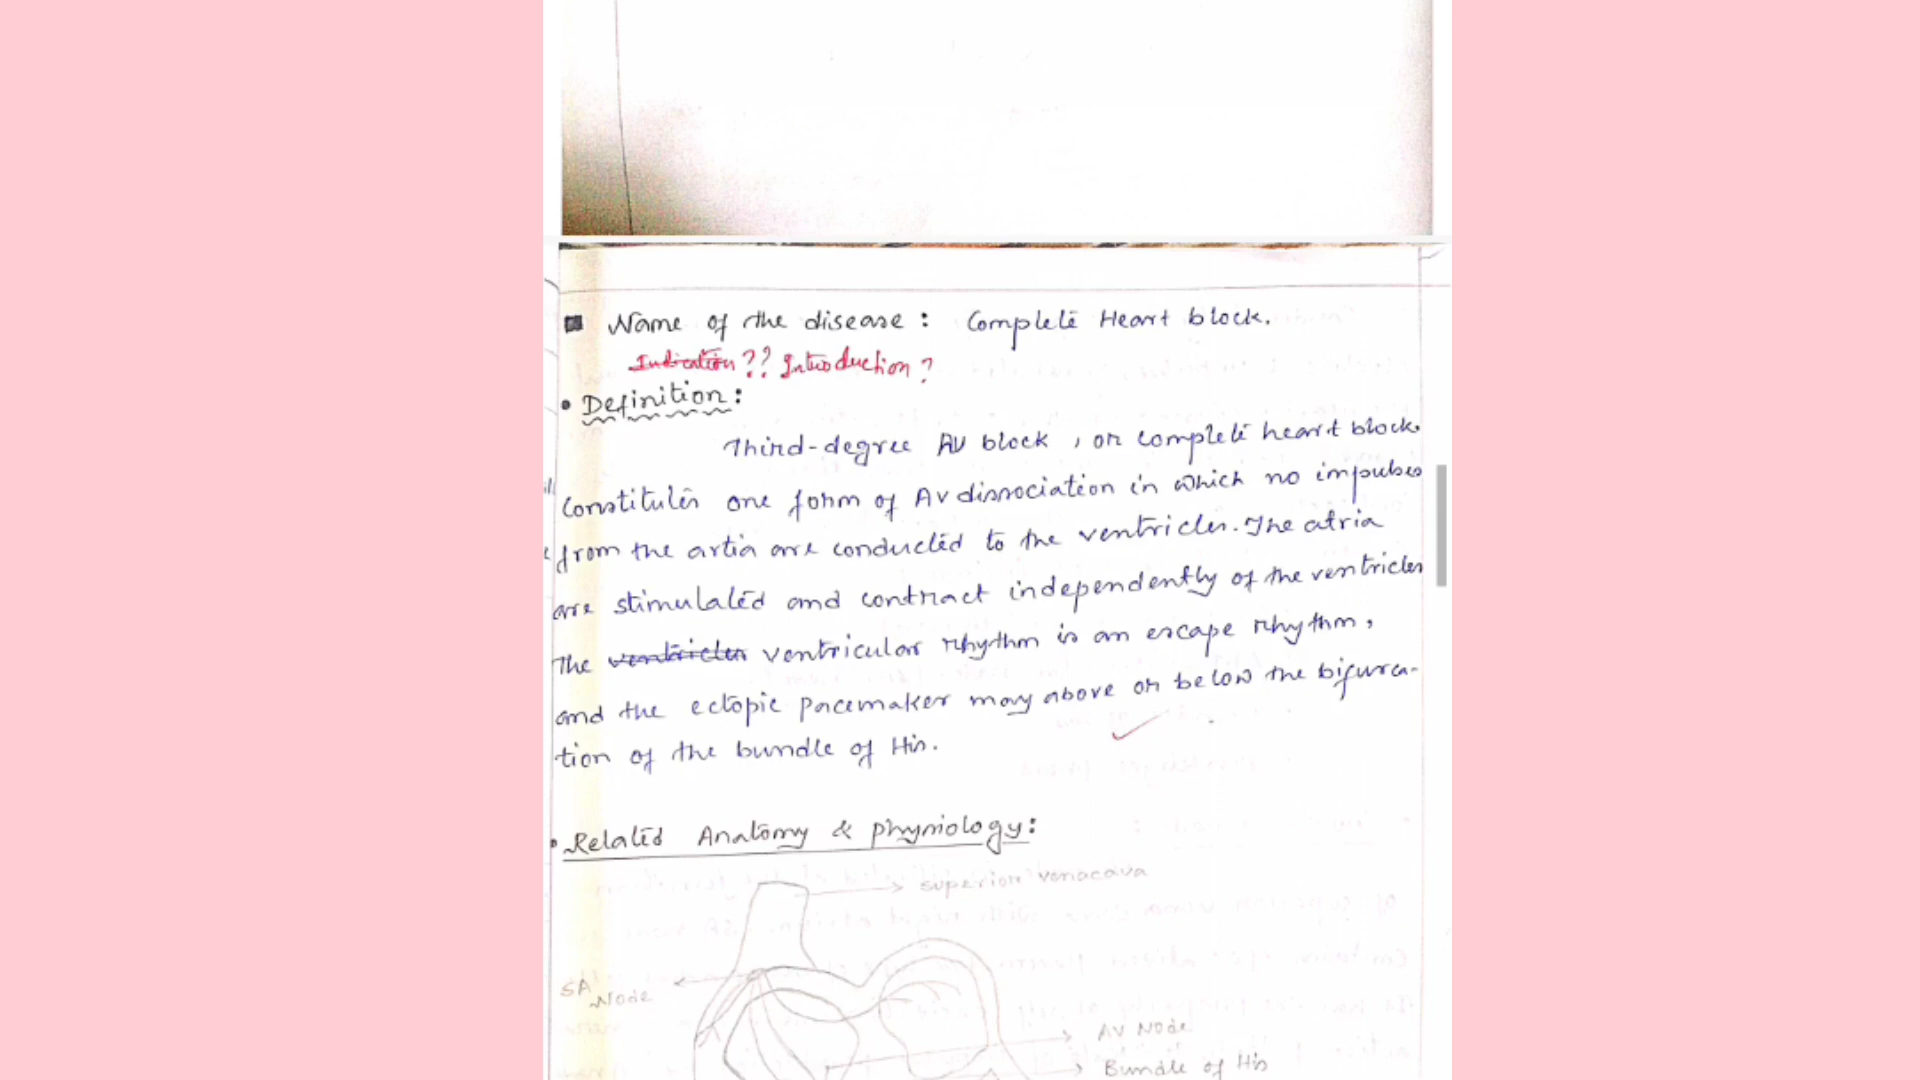 Name of the disease : Complete Heart block.
Indication ?? Introduction ?
• Definition :
Third-degree AV block , or complete heart block
constitutes one form of AV dissociation in which no impulses
from the artia are conducted to the ventricles. The atria
are stimulated and contract independently of the ventricles
The ventricles ventricular rhythm is an escape rhythm,
and the ectopic pacemaker may above or below the bifurca-
tion of the bundle of His.
• Related Anatomy & physiology :
superior venacava
SA Node
AV Node
Bundle of His